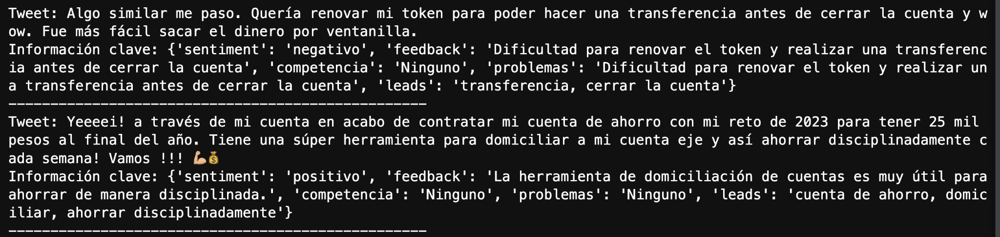 Tweet: Algo similar me paso. Quería renovar mi token para poder hacer una transferencia antes de cerrar la cuenta y w
ow. Fue más fácil sacar el dinero por ventanilla.
Información clave: {'sentiment': 'negativo', 'feedback': 'Dificultad para renovar el token y realizar una transferenc
ia antes de cerrar la cuenta', 'competencia': 'Ninguno', 'problemas': 'Dificultad para renovar el token y realizar un
a transferencia antes de cerrar la cuenta', 'leads': 'transferencia, cerrar la cuenta'}
--------------------------------------------------
Tweet: Yeeeei! a través de mi cuenta en acabo de contratar mi cuenta de ahorro con mi reto de 2023 para tener 25 mil
pesos al final del año. Tiene una súper herramienta para domiciliar a mi cuenta eje y así ahorrar disciplinadamente c
ada semana! Vamos !!! 💪🏼💰
Información clave: {'sentiment': 'positivo', 'feedback': 'La herramienta de domiciliación de cuentas es muy útil para
ahorrar de manera disciplinada.', 'competencia': 'Ninguno', 'problemas': 'Ninguno', 'leads': 'cuenta de ahorro, domic
iliar, ahorrar disciplinadamente'}
--------------------------------------------------